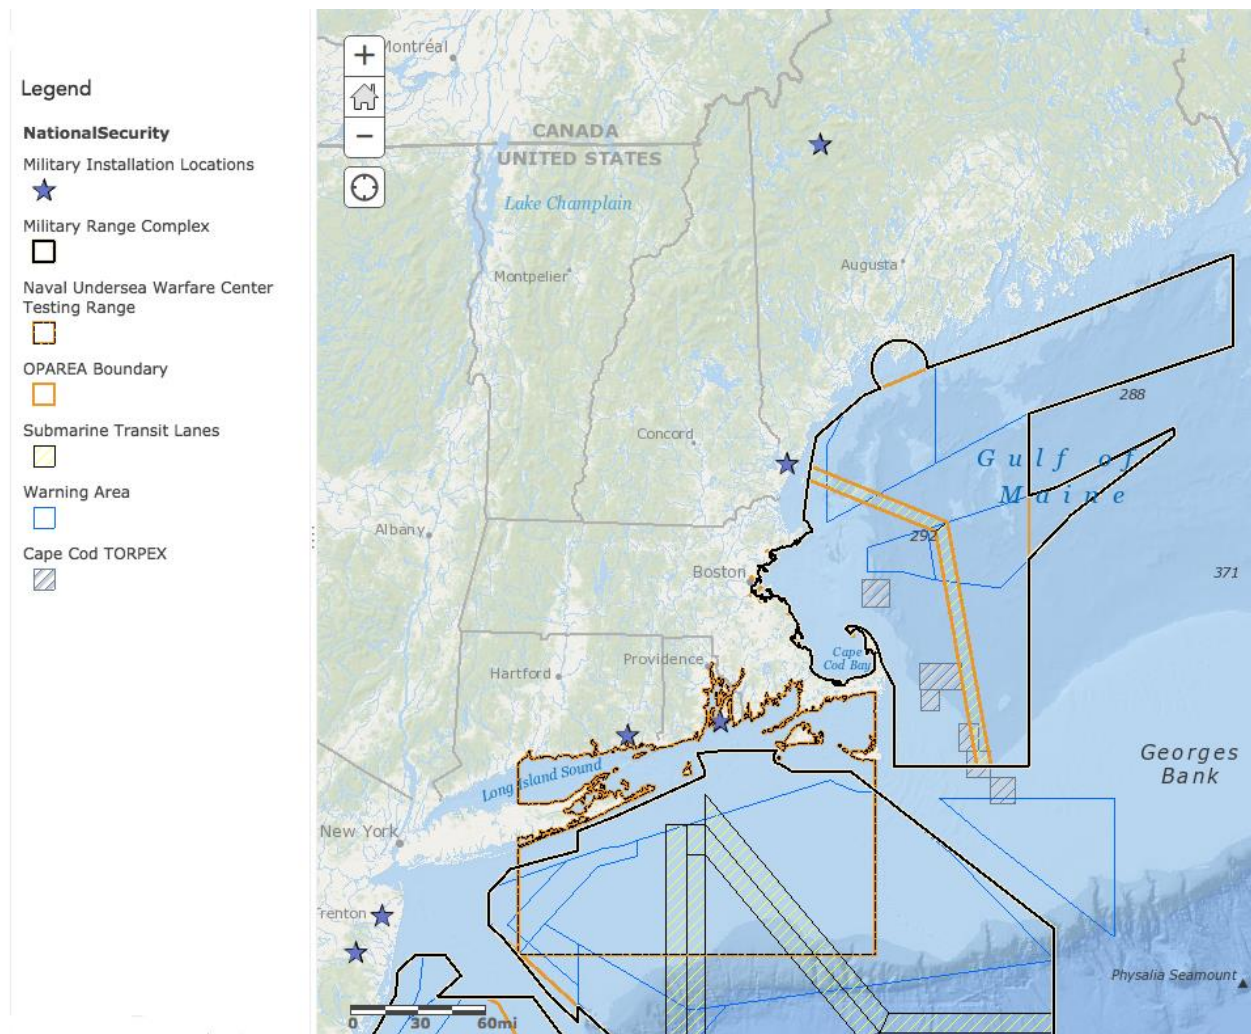 Legend
NationalSecurity
Military Installation Locations
Military Range Complex
Naval Undersea Warfare Center
Testing Range
OPAREA Boundary
Submarine Transit Lanes
Warning Area
Cape Cod TORPEX
+
−
Montréal
CANADA
UNITED STATES
Lake Champlain
Montpelier
Augusta
288
Concord
Gulf of
Maine
Albany
292
Boston
371
Providence
Cape
Cod Bay
Hartford
Georges
Bank
Long Island Sound
New York
renton
Physalia Seamount
0 30 60mi